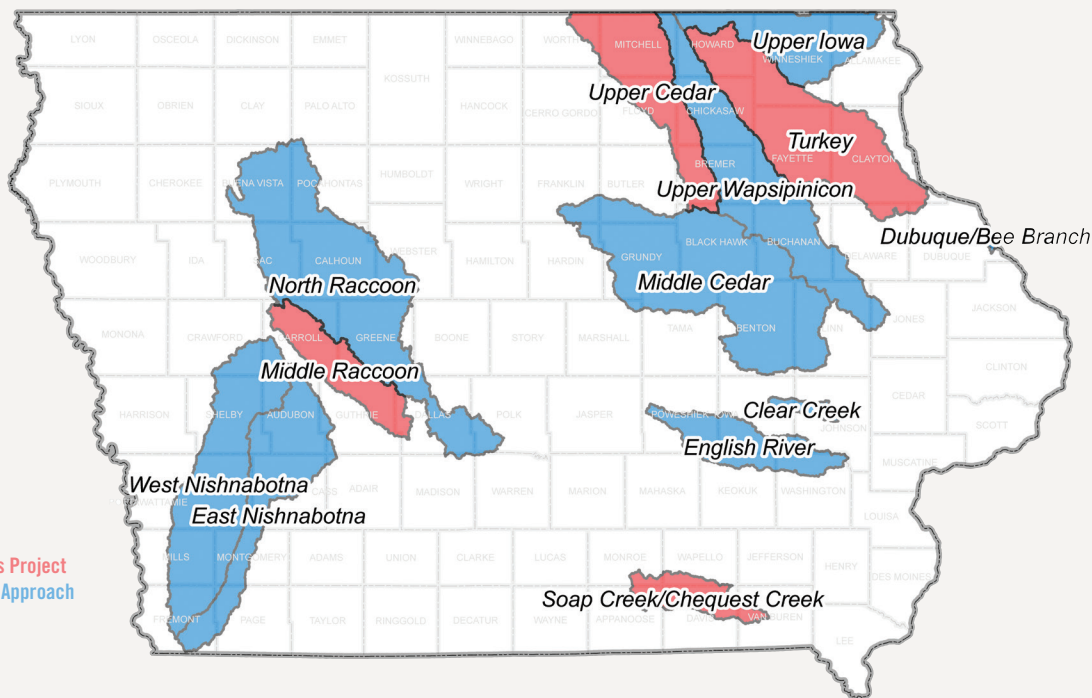 LYON
OSCEOLA
DICKINSON
EMMET
WINNEBAGO
WORTH
MITCHELL
HOWARD
Upper Iowa
WINNESHIEK
ALLAMAKEE
KOSSUTH
SIOUX
OBRIEN
CLAY
PALO ALTO
HANCOCK
CERRO GORDO
FLOYD
Upper Cedar
CHICKASAW
Turkey
PLYMOUTH
CHEROKEE
BUENA VISTA
POCAHONTAS
HUMBOLDT
WRIGHT
FRANKLIN
BUTLER
BREMER
FAYETTE
CLAYTON
Upper Wapsipinicon
Dubuque/Bee Branch
WOODBURY
IDA
SAC
CALHOUN
WEBSTER
HAMILTON
HARDIN
GRUNDY
BLACK HAWK
BUCHANAN
DELAWARE
DUBUQUE
North Raccoon
Middle Cedar
JACKSON
MONONA
CRAWFORD
CARROLL
GREENE
BOONE
STORY
MARSHALL
TAMA
BENTON
LINN
JONES
CLINTON
Middle Raccoon
CEDAR
HARRISON
SHELBY
AUDUBON
GUTHRIE
DALLAS
POLK
JASPER
POWESHIEK
IOWA
Clear Creek
JOHNSON
SCOTT
English River
MUSCATINE
West Nishnabotna
POTTAWATTAMIE
CASS
ADAIR
MADISON
WARREN
MARION
MAHASKA
KEOKUK
WASHINGTON
LOUISA
East Nishnabotna
MILLS
MONTGOMERY
ADAMS
UNION
CLARKE
LUCAS
MONROE
WAPELLO
JEFFERSON
HENRY
DES MOINES
s Project
Approach
Soap Creek/Chequest Creek
FREMONT
PAGE
TAYLOR
RINGGOLD
DECATUR
WAYNE
APPANOOSE
DAVIS
VAN BUREN
LEE